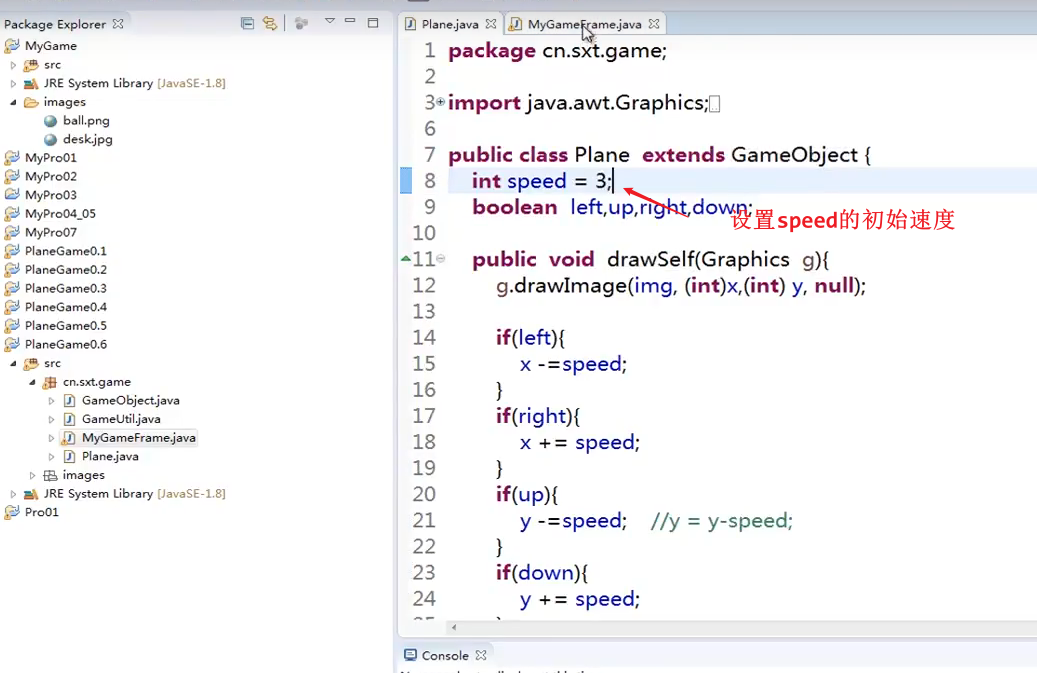 Package Explorer
MyGame
src
JRE System Library [JavaSE-1.8]
images
ball.png
desk.jpg
MyPro01
MyPro02
MyPro03
MyPro04_05
MyPro07
PlaneGame0.1
PlaneGame0.2
PlaneGame0.3
PlaneGame0.4
PlaneGame0.5
PlaneGame0.6
src
cn.sxt.game
GameObject.java
GameUtil.java
MyGameFrame.java
Plane.java
images
JRE System Library [JavaSE-1.8]
Pro01
Plane.java
MyGameFrame.java
1 package cn.sxt.game;
2
3 import java.awt.Graphics;
6
7 public class Plane extends GameObject {
8 int speed = 3;
9 boolean left,up,right,down;
设置speed的初始速度
10
11 public void drawSelf(Graphics g){
12 g.drawImage(img, (int)x,(int) y, null);
13
14 if(left){
15 x -=speed;
16 }
17 if(right){
18 x += speed;
19 }
20 if(up){
21 y -=speed; //y = y-speed;
22 }
23 if(down){
24 y += speed;
Console